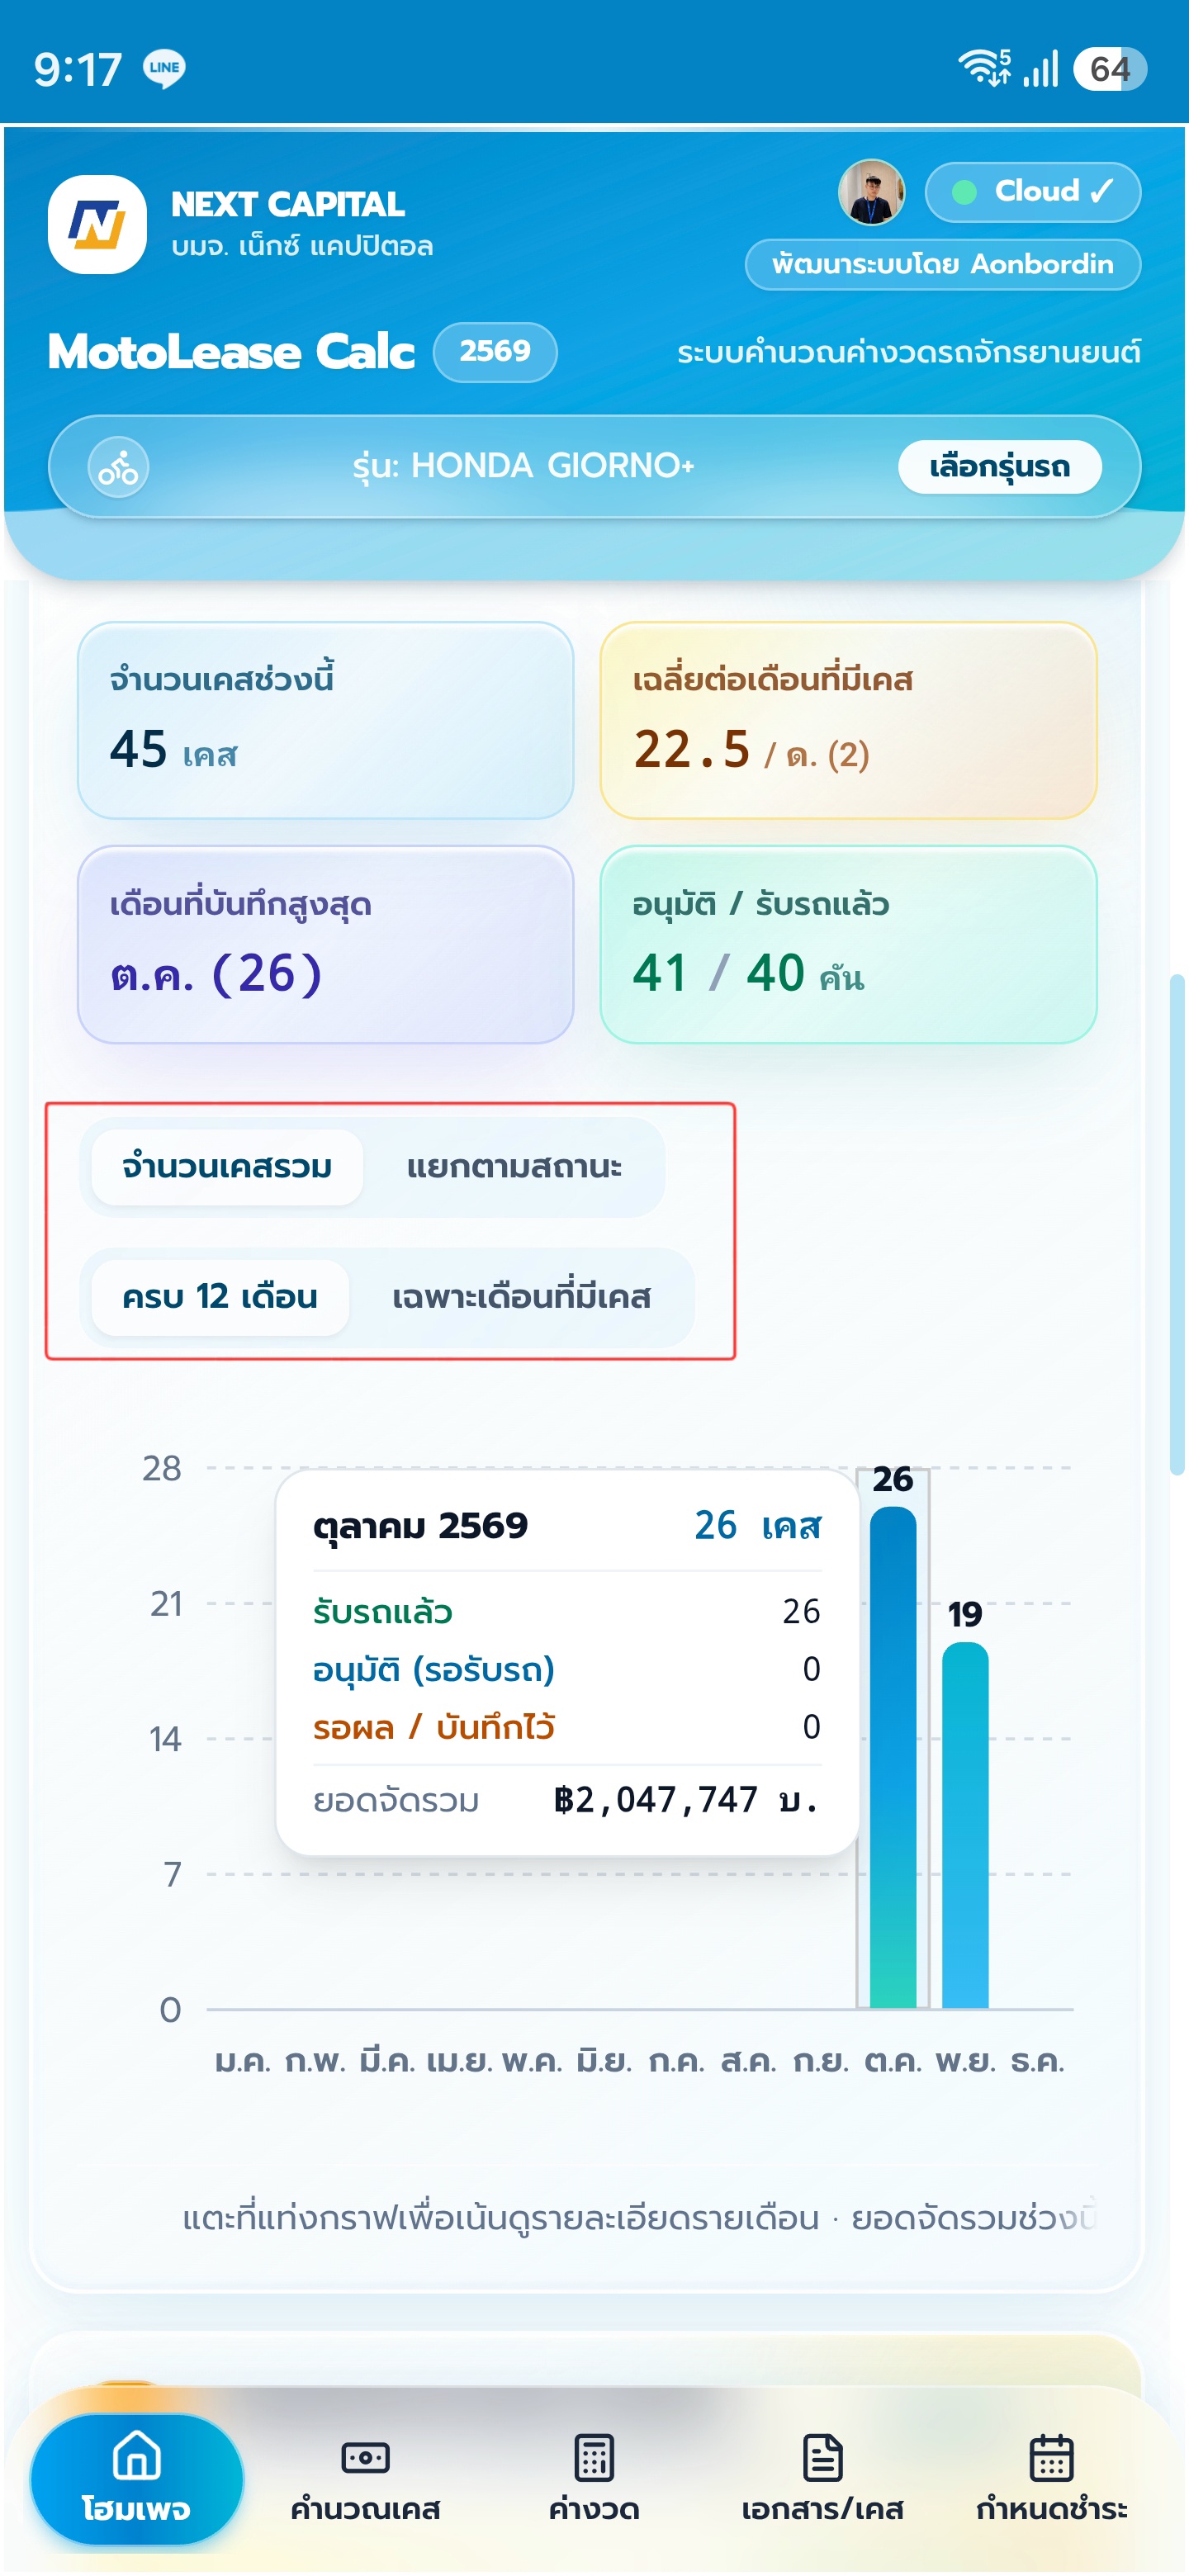 9:17 LINE 5 64
NEXT CAPITAL
บมจ. เน็กซ์ แคปปิตอล
Cloud ✓
พัฒนาระบบโดย Aonbordin
MotoLease Calc 2569 ระบบคำนวณค่างวดรถจักรยานยนต์
รุ่น: HONDA GIORNO+ เลือกรุ่นรถ
จำนวนเคสช่วงนี้
45 เคส
เฉลี่ยต่อเดือนที่มีเคส
22.5 / ด. (2)
เดือนที่บันทึกสูงสุด
ต.ค. (26)
อนุมัติ / รับรถแล้ว
41 / 40 คัน
จำนวนเคสรวม แยกตามสถานะ
ครบ 12 เดือน เฉพาะเดือนที่มีเคส
28
26
ตุลาคม 2569 26 เคส
21
รับรถแล้ว 26
19
อนุมัติ (รอรับรถ) 0
14
รอผล / บันทึกไว้ 0
ยอดจัดรวม ฿2,047,747 บ.
7
0
ม.ค. ก.พ. มี.ค. เม.ย. พ.ค. มิ.ย. ก.ค. ส.ค. ก.ย. ต.ค. พ.ย. ธ.ค.
แตะที่แท่งกราฟเพื่อเน้นดูรายละเอียดรายเดือน · ยอดจัดรวมช่วงนี้
โฮมเพจ คำนวณเคส ค่างวด เอกสาร/เคส กำหนดชำระ